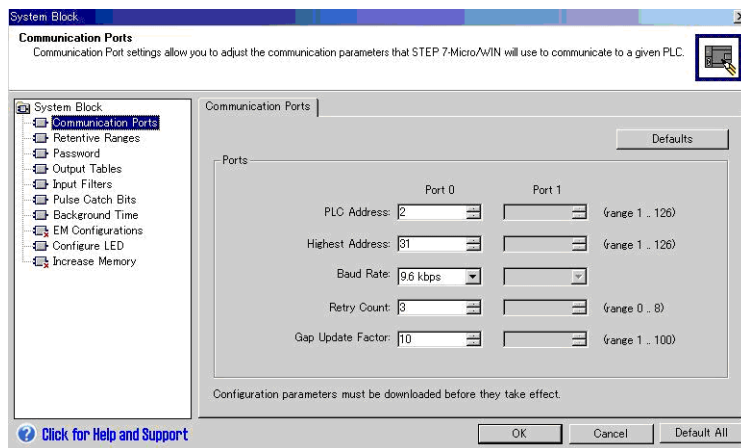 System Block
Communication Ports
Communication Port settings allow you to adjust the communication parameters that STEP 7-Micro/WIN will use to communicate to a given PLC.
System Block
Communication Ports
Retentive Ranges
Password
Output Tables
Input Filters
Pulse Catch Bits
Background Time
EM Configurations
Configure LED
Increase Memory
Communication Ports
Defaults
Ports
Port 0 Port 1
PLC Address: 2 (range 1 .. 126)
Highest Address: 31 (range 1 .. 126)
Baud Rate: 9.6 kbps
Retry Count: 3 (range 0 .. 8)
Gap Update Factor: 10 (range 1 .. 100)
Configuration parameters must be downloaded before they take effect.
Click for Help and Support
OK Cancel Default All